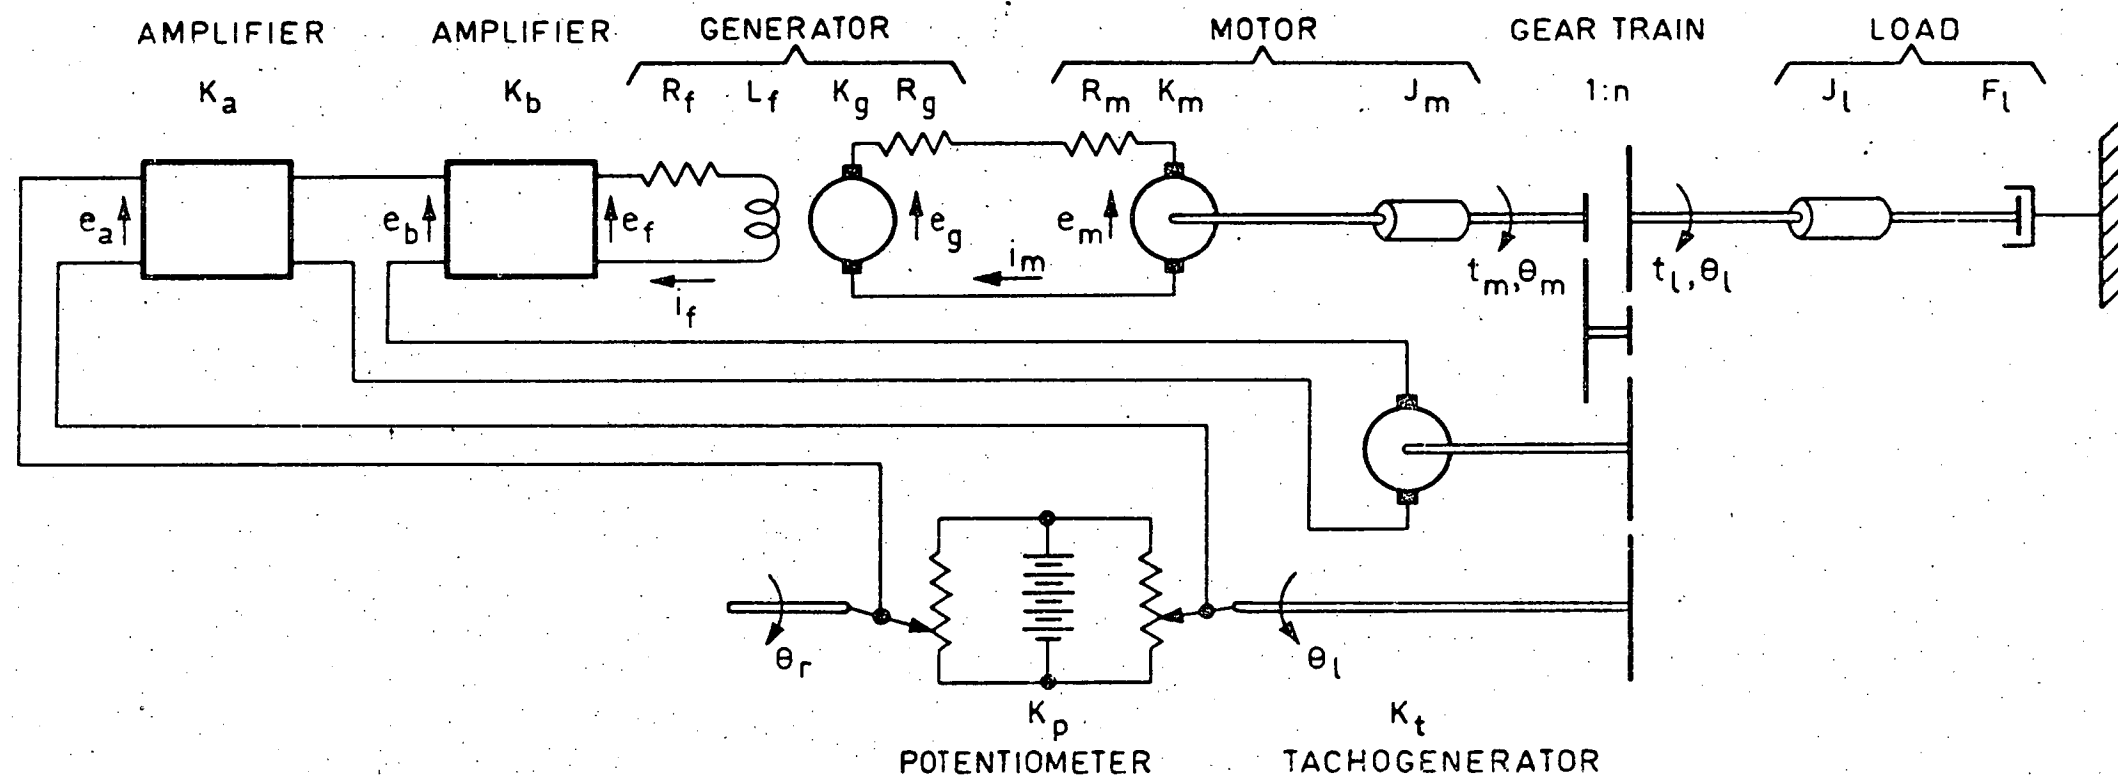 AMPLIFIER AMPLIFIER GENERATOR MOTOR GEAR TRAIN LOAD
Ka Kb Rf Lf Kg Rg Rm Km Jm 1:n Jl Fl
ea eb ef eg em
if im tm,θm tl,θl
θr θl
Kp Kt
POTENTIOMETER TACHOGENERATOR